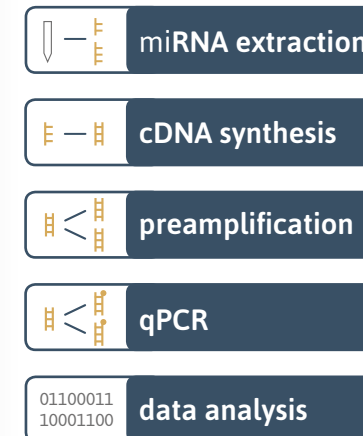 miRNA extraction
cDNA synthesis
preamplification
qPCR
01100011
10001100
data analysis